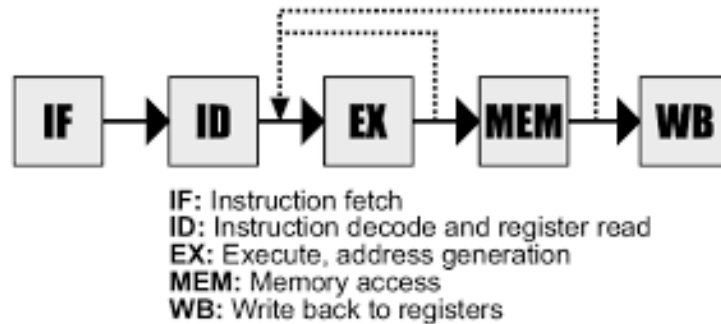 IF ID EX MEM WB
IF: Instruction fetch
ID: Instruction decode and register read
EX: Execute, address generation
MEM: Memory access
WB: Write back to registers